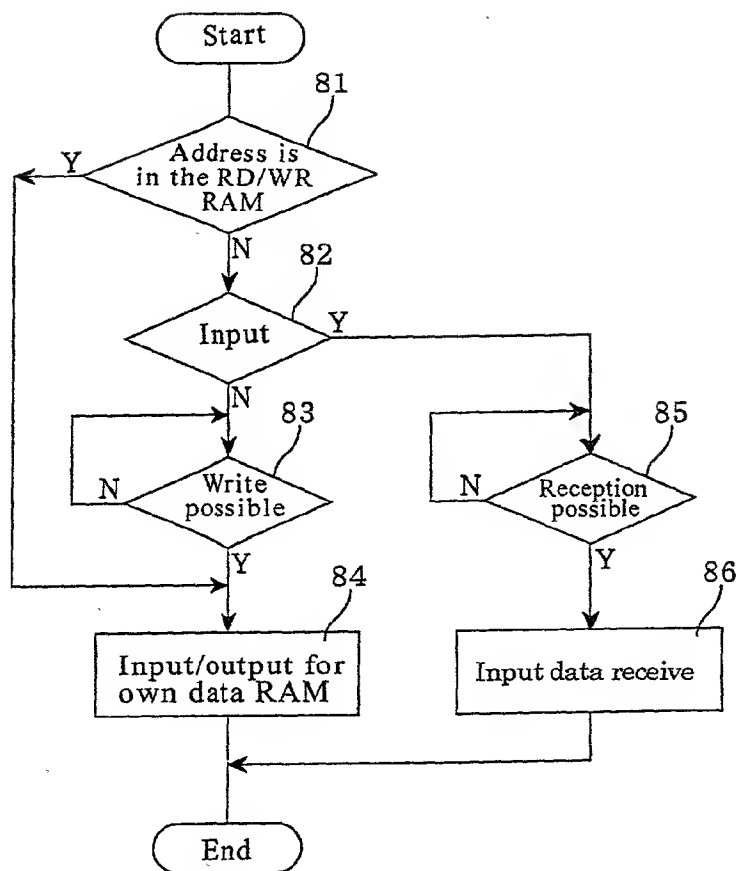 Start
81
Address is
in the RD/WR
RAM
Y
N
82
Input
Y
N
83
Write
possible
N
Y
85
Reception
possible
N
Y
84
Input/output for
own data RAM
86
Input data receive
End